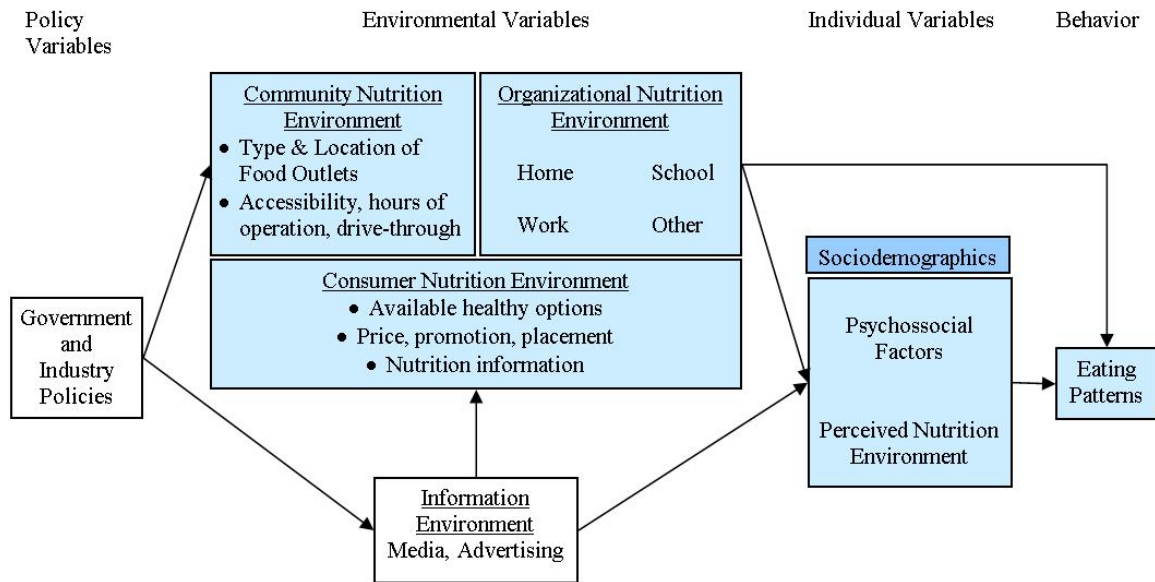 Policy
Variables
Environmental Variables
Individual Variables
Behavior
Community Nutrition
Environment
● Type & Location of
Food Outlets
● Accessibility, hours of
operation, drive-through
Organizational Nutrition
Environment
Home School
Work Other
Consumer Nutrition Environment
● Available healthy options
● Price, promotion, placement
● Nutrition information
Government
and
Industry
Policies
Information
Environment
Media, Advertising
Sociodemographics
Psychossocial
Factors
Perceived Nutrition
Environment
Eating
Patterns